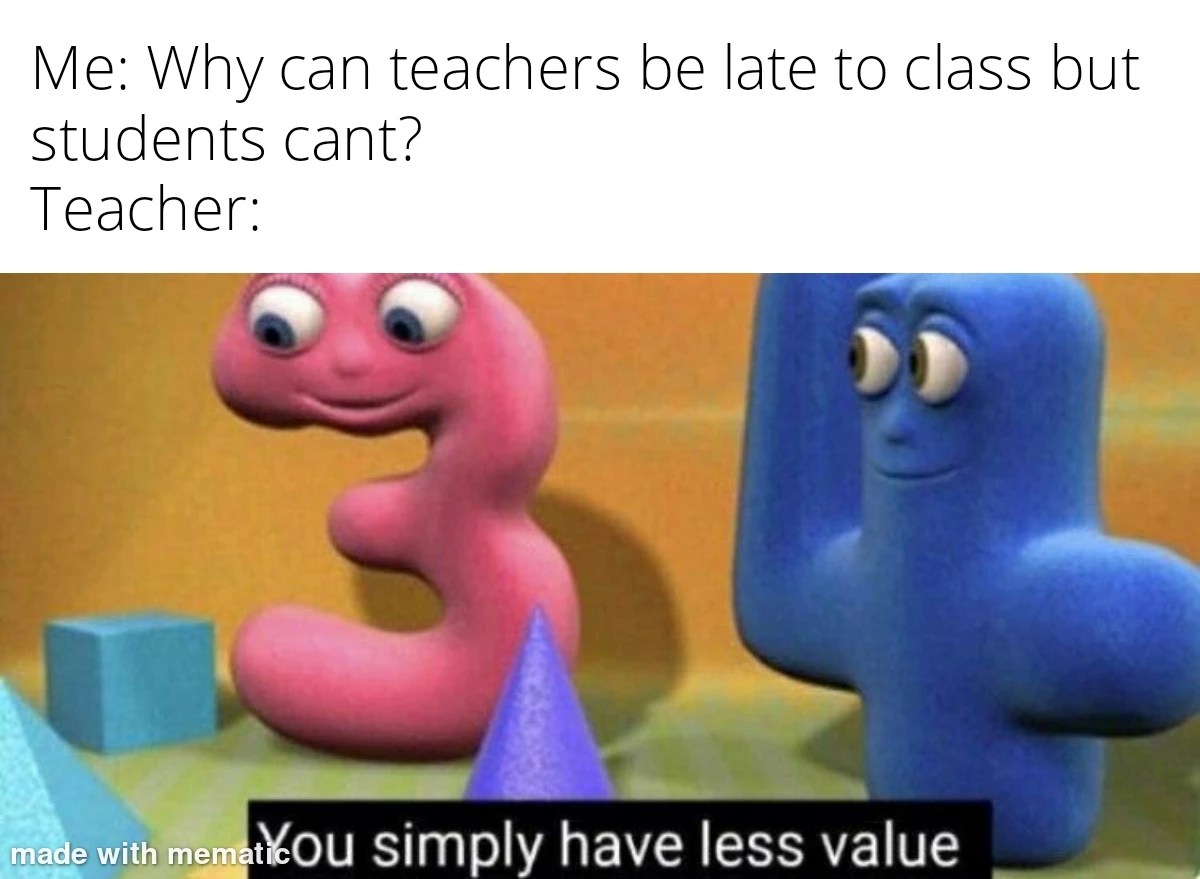 Me: Why can teachers be late to class but
students cant?
Teacher:
You simply have less value
made with mematic